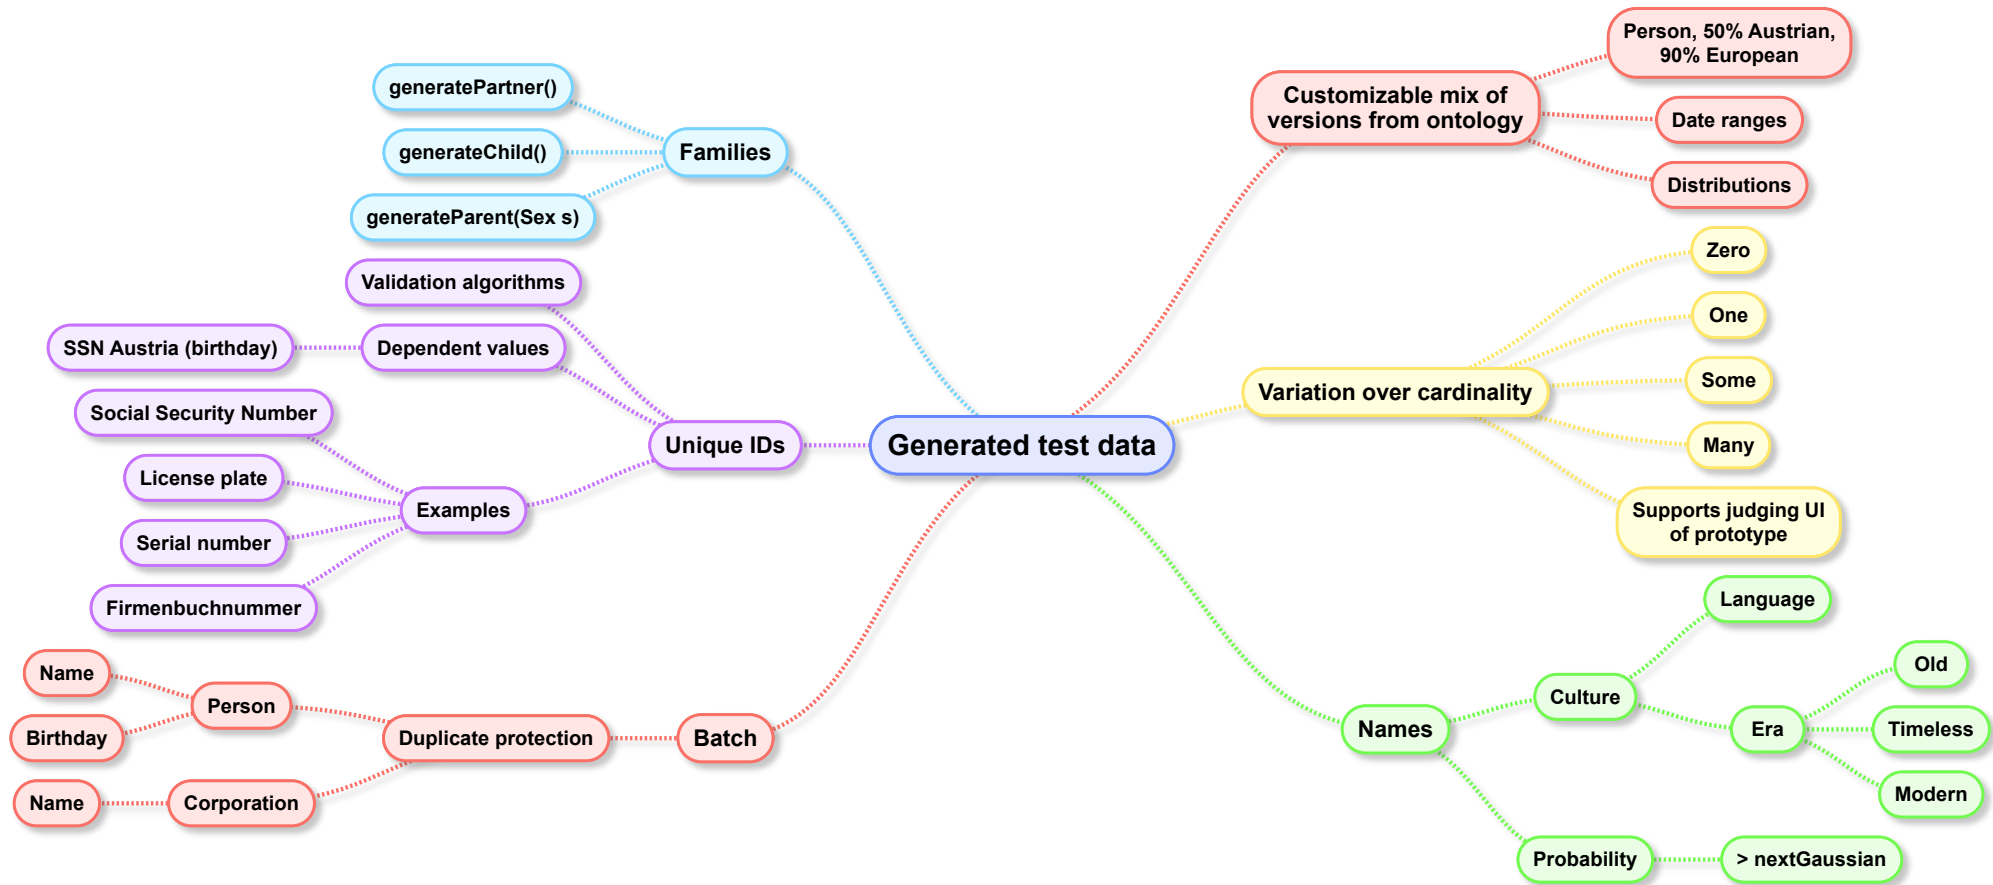 Generated test data
Families
generatePartner()
generateChild()
generateParent(Sex s)
Unique IDs
Validation algorithms
Dependent values
SSN Austria (birthday)
Examples
Social Security Number
License plate
Serial number
Firmenbuchnummer
Batch
Duplicate protection
Person
Name
Birthday
Corporation
Name
Customizable mix of
versions from ontology
Person, 50% Austrian,
90% European
Date ranges
Distributions
Variation over cardinality
Zero
One
Some
Many
Supports judging UI
of prototype
Names
Culture
Language
Era
Old
Timeless
Modern
Probability
> nextGaussian